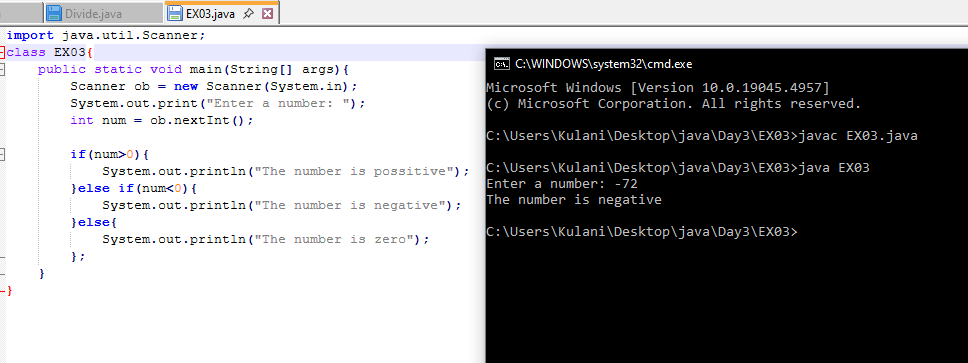 Divide.java EX03.java
import java.util.Scanner;
class EX03{
public static void main(String[] args){
Scanner ob = new Scanner(System.in);
System.out.print("Enter a number: ");
int num = ob.nextInt();
if(num>0){
System.out.println("The number is possitive");
}else if(num<0){
System.out.println("The number is negative");
}else{
System.out.println("The number is zero");
};
}
}
C:\WINDOWS\system32\cmd.exe
Microsoft Windows [Version 10.0.19045.4957]
(c) Microsoft Corporation. All rights reserved.
C:\Users\Kulani\Desktop\java\Day3\EX03>javac EX03.java
C:\Users\Kulani\Desktop\java\Day3\EX03>java EX03
Enter a number: -72
The number is negative
C:\Users\Kulani\Desktop\java\Day3\EX03>